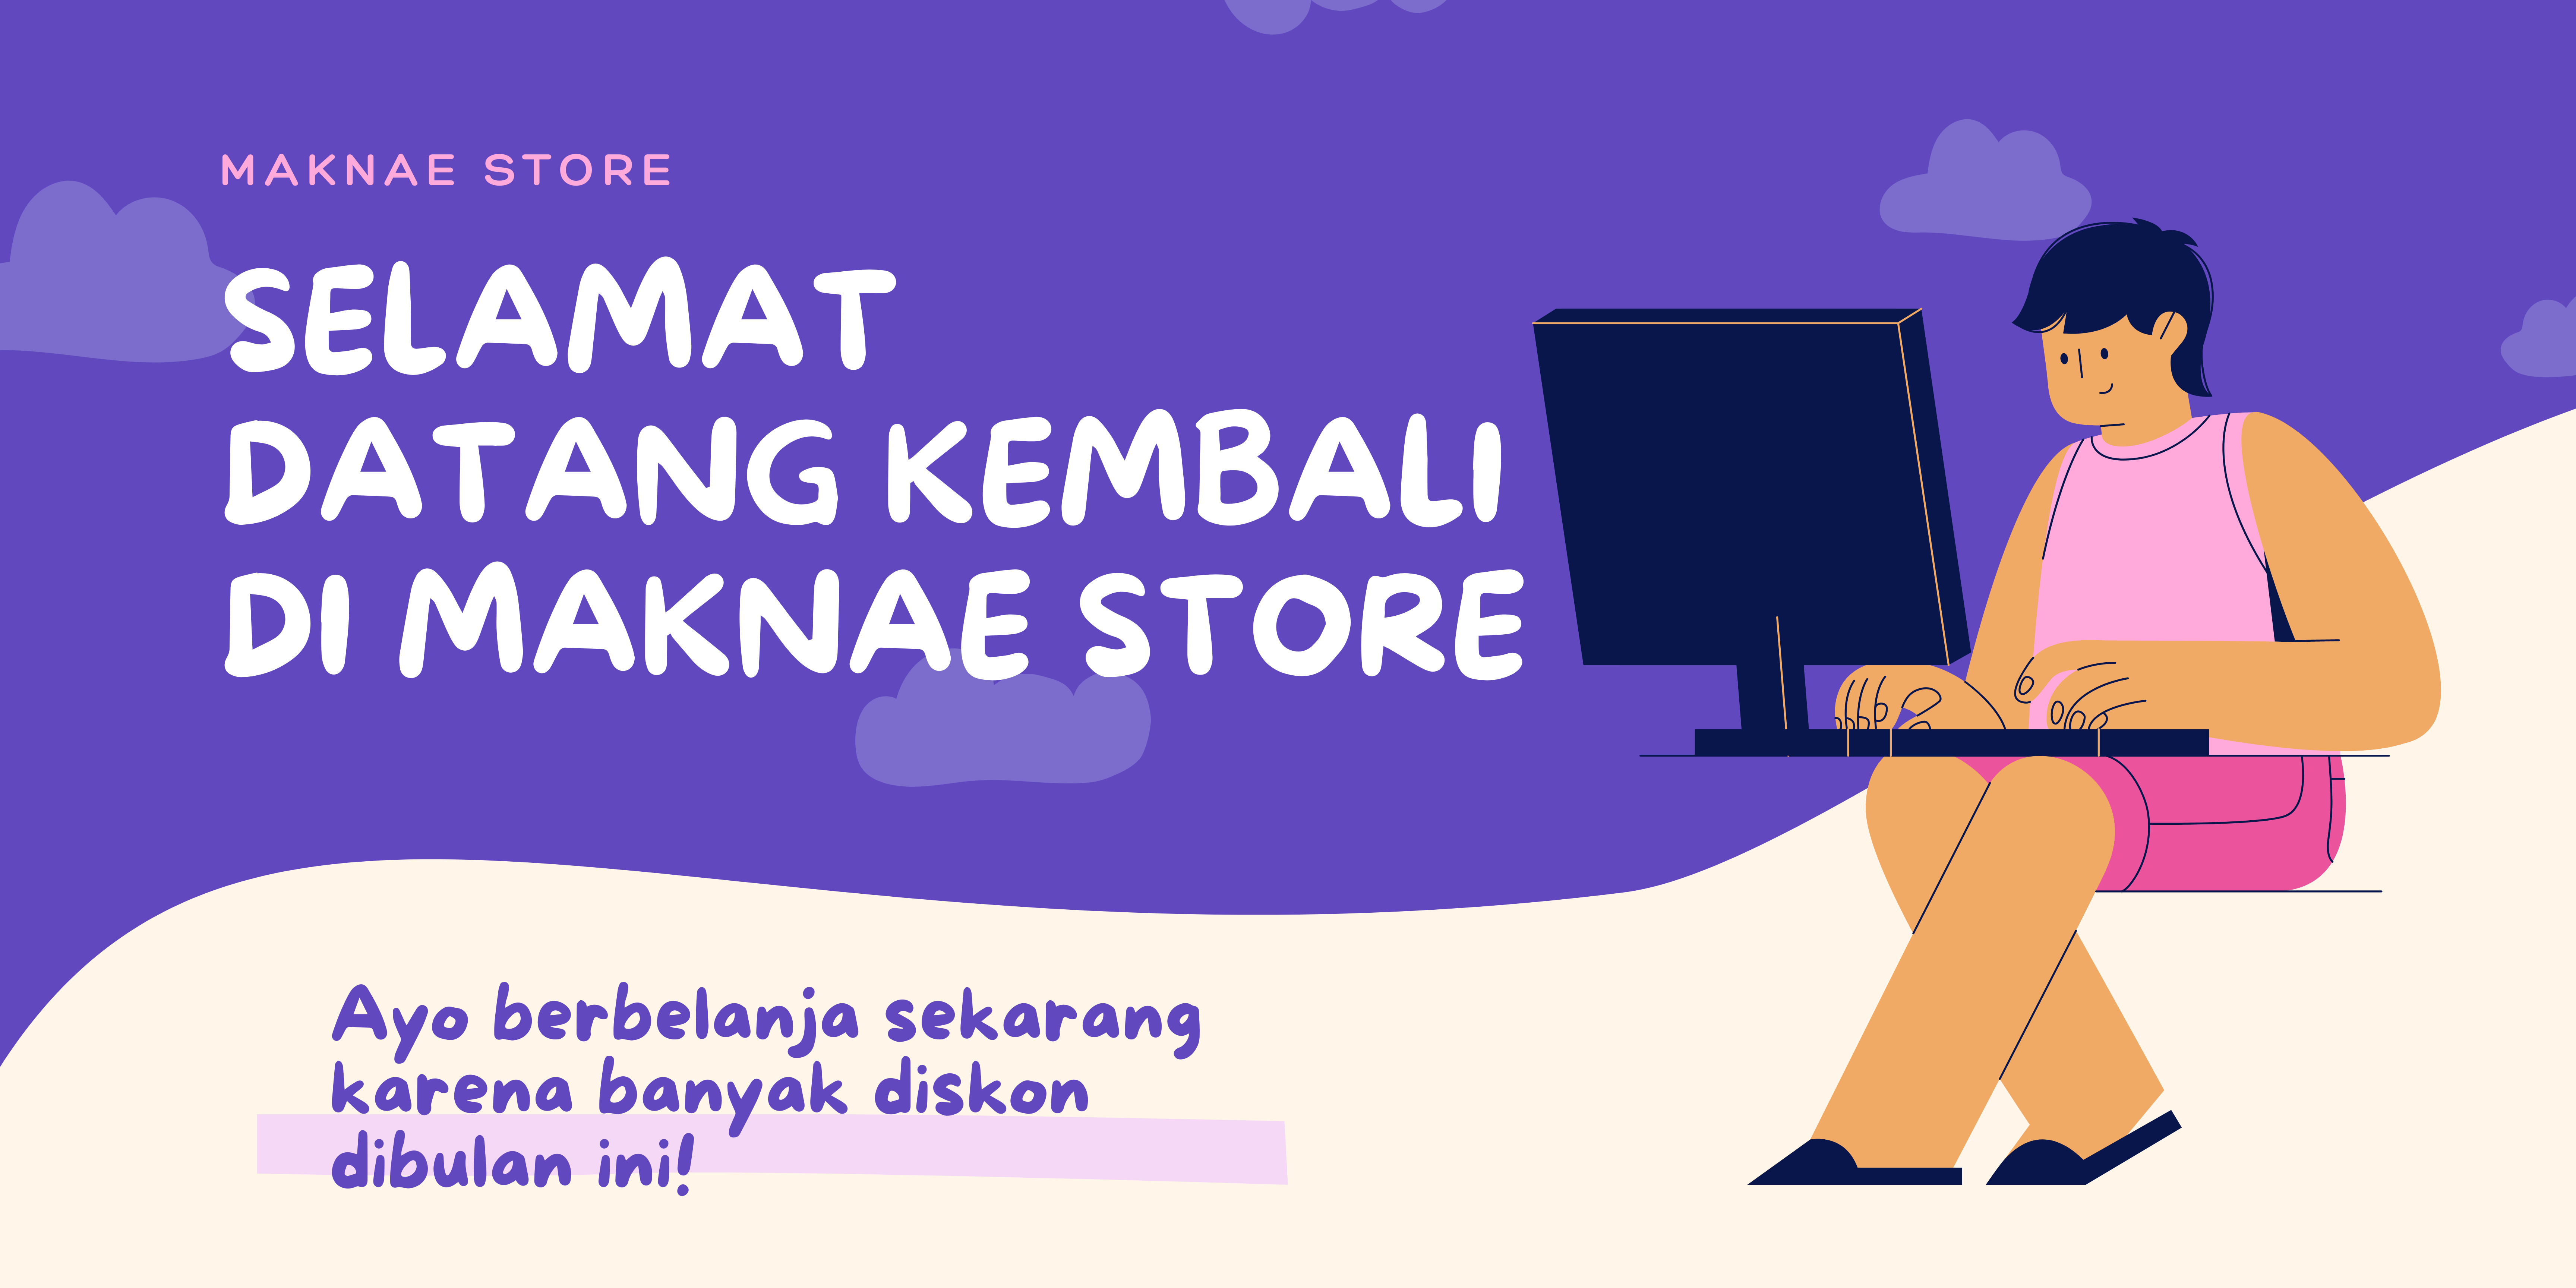 MAKNAE STORE
SELAMAT
DATANG KEMBALI
DI MAKNAE STORE
Ayo berbelanja sekarang
karena banyak diskon
dibulan ini!